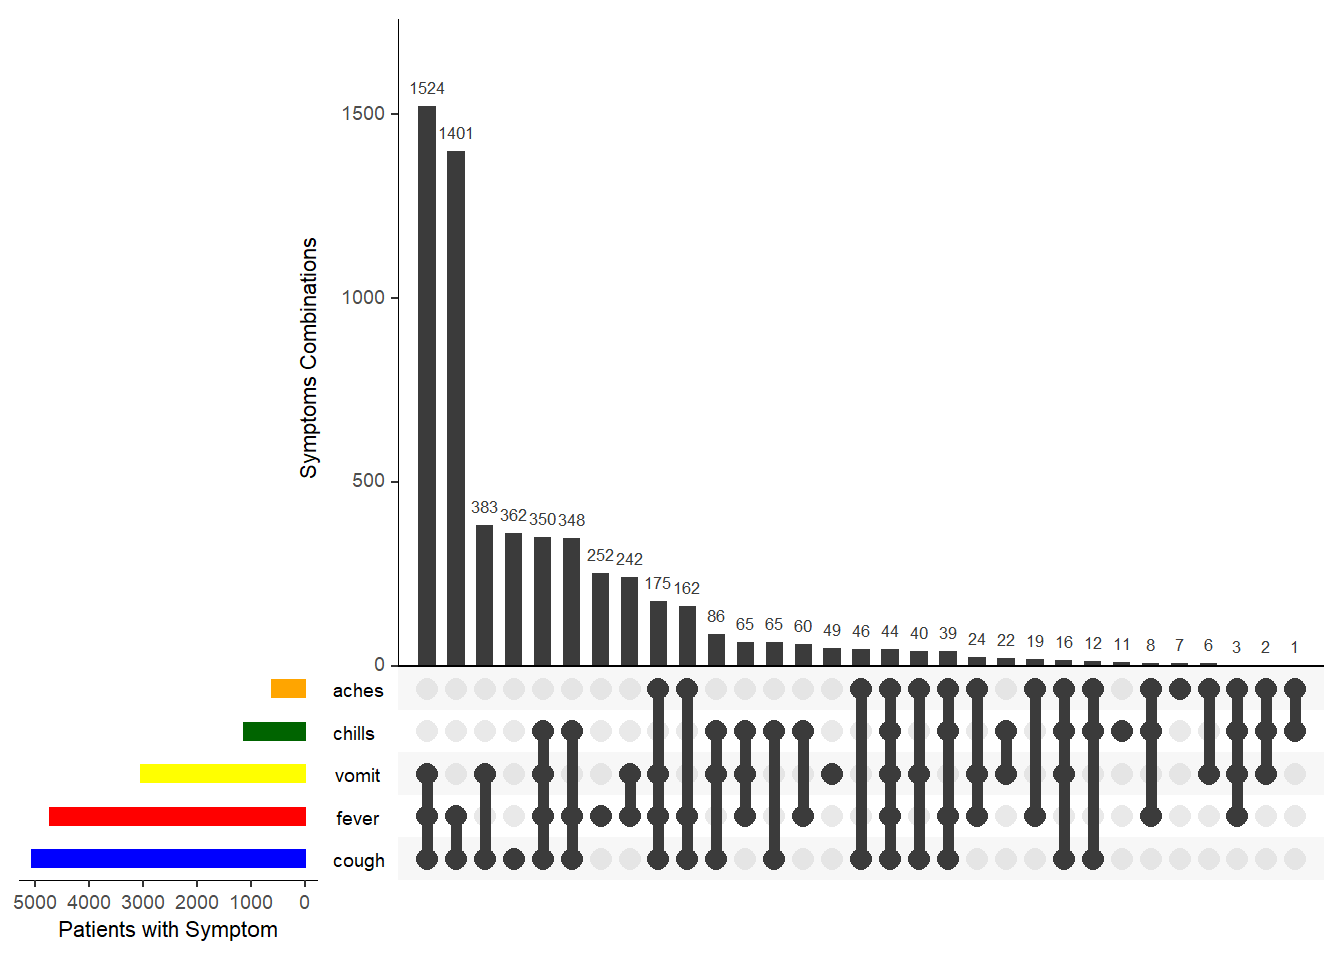 1524
1401
383 362 350 348
252 242
175 162
86 65 65 60 49 46 44 40 39 24 22 19 16 12 11 8 7 6 3 2 1
1500
1000
500
0
Symptoms Combinations
aches
chills
vomit
fever
cough
5000 4000 3000 2000 1000 0
Patients with Symptom